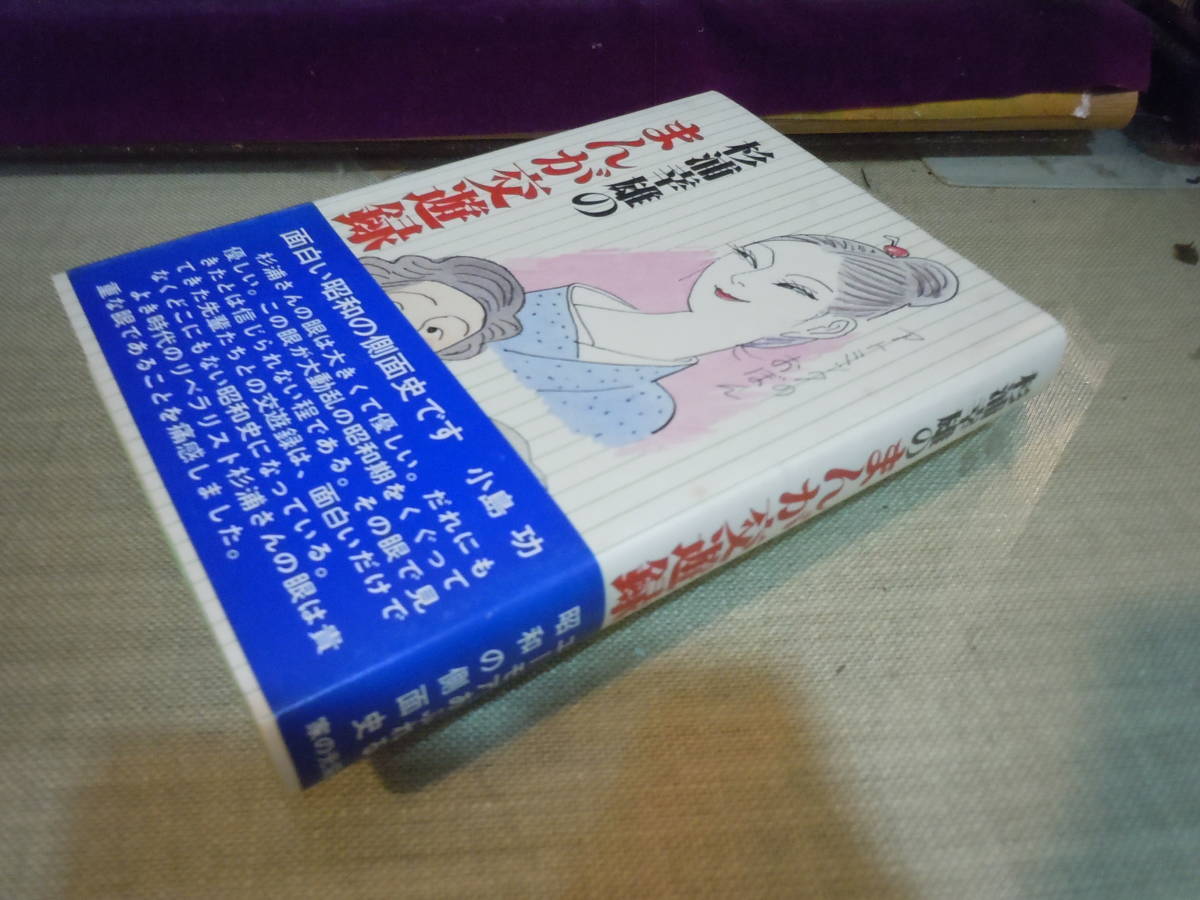 杉浦幸雄の
まんが交遊録
アトミックの
おぼん
面白い昭和の側面史です
小島 功
杉浦さんの眼は大きくて優しい。だれにも
優しい。この眼が大動乱の昭和期をくぐって
きたとは信じられない程である。その眼で見
てきた先輩たちとの交遊録は、面白いだけで
なくどこにもない昭和史になっている。
よき時代のリベラリスト杉浦さんの眼は貴
重な眼であることを痛感しました。
杉浦幸雄のまんが交遊録
昭和の側面史
家の光